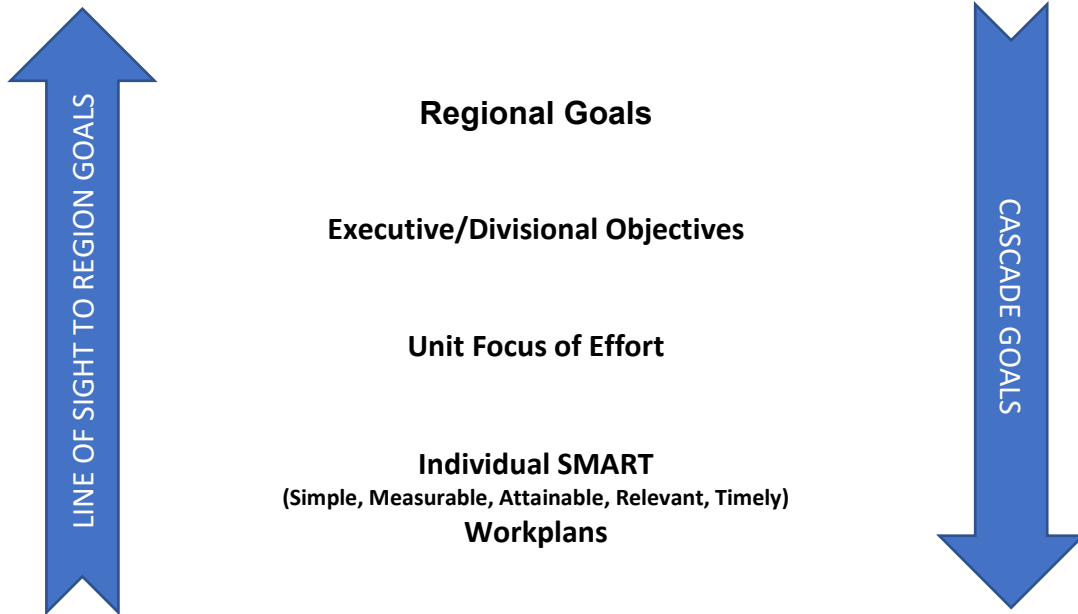 LINE OF SIGHT TO REGION GOALS
Regional Goals
Executive/Divisional Objectives
Unit Focus of Effort
Individual SMART
(Simple, Measurable, Attainable, Relevant, Timely)
Workplans
CASCADE GOALS